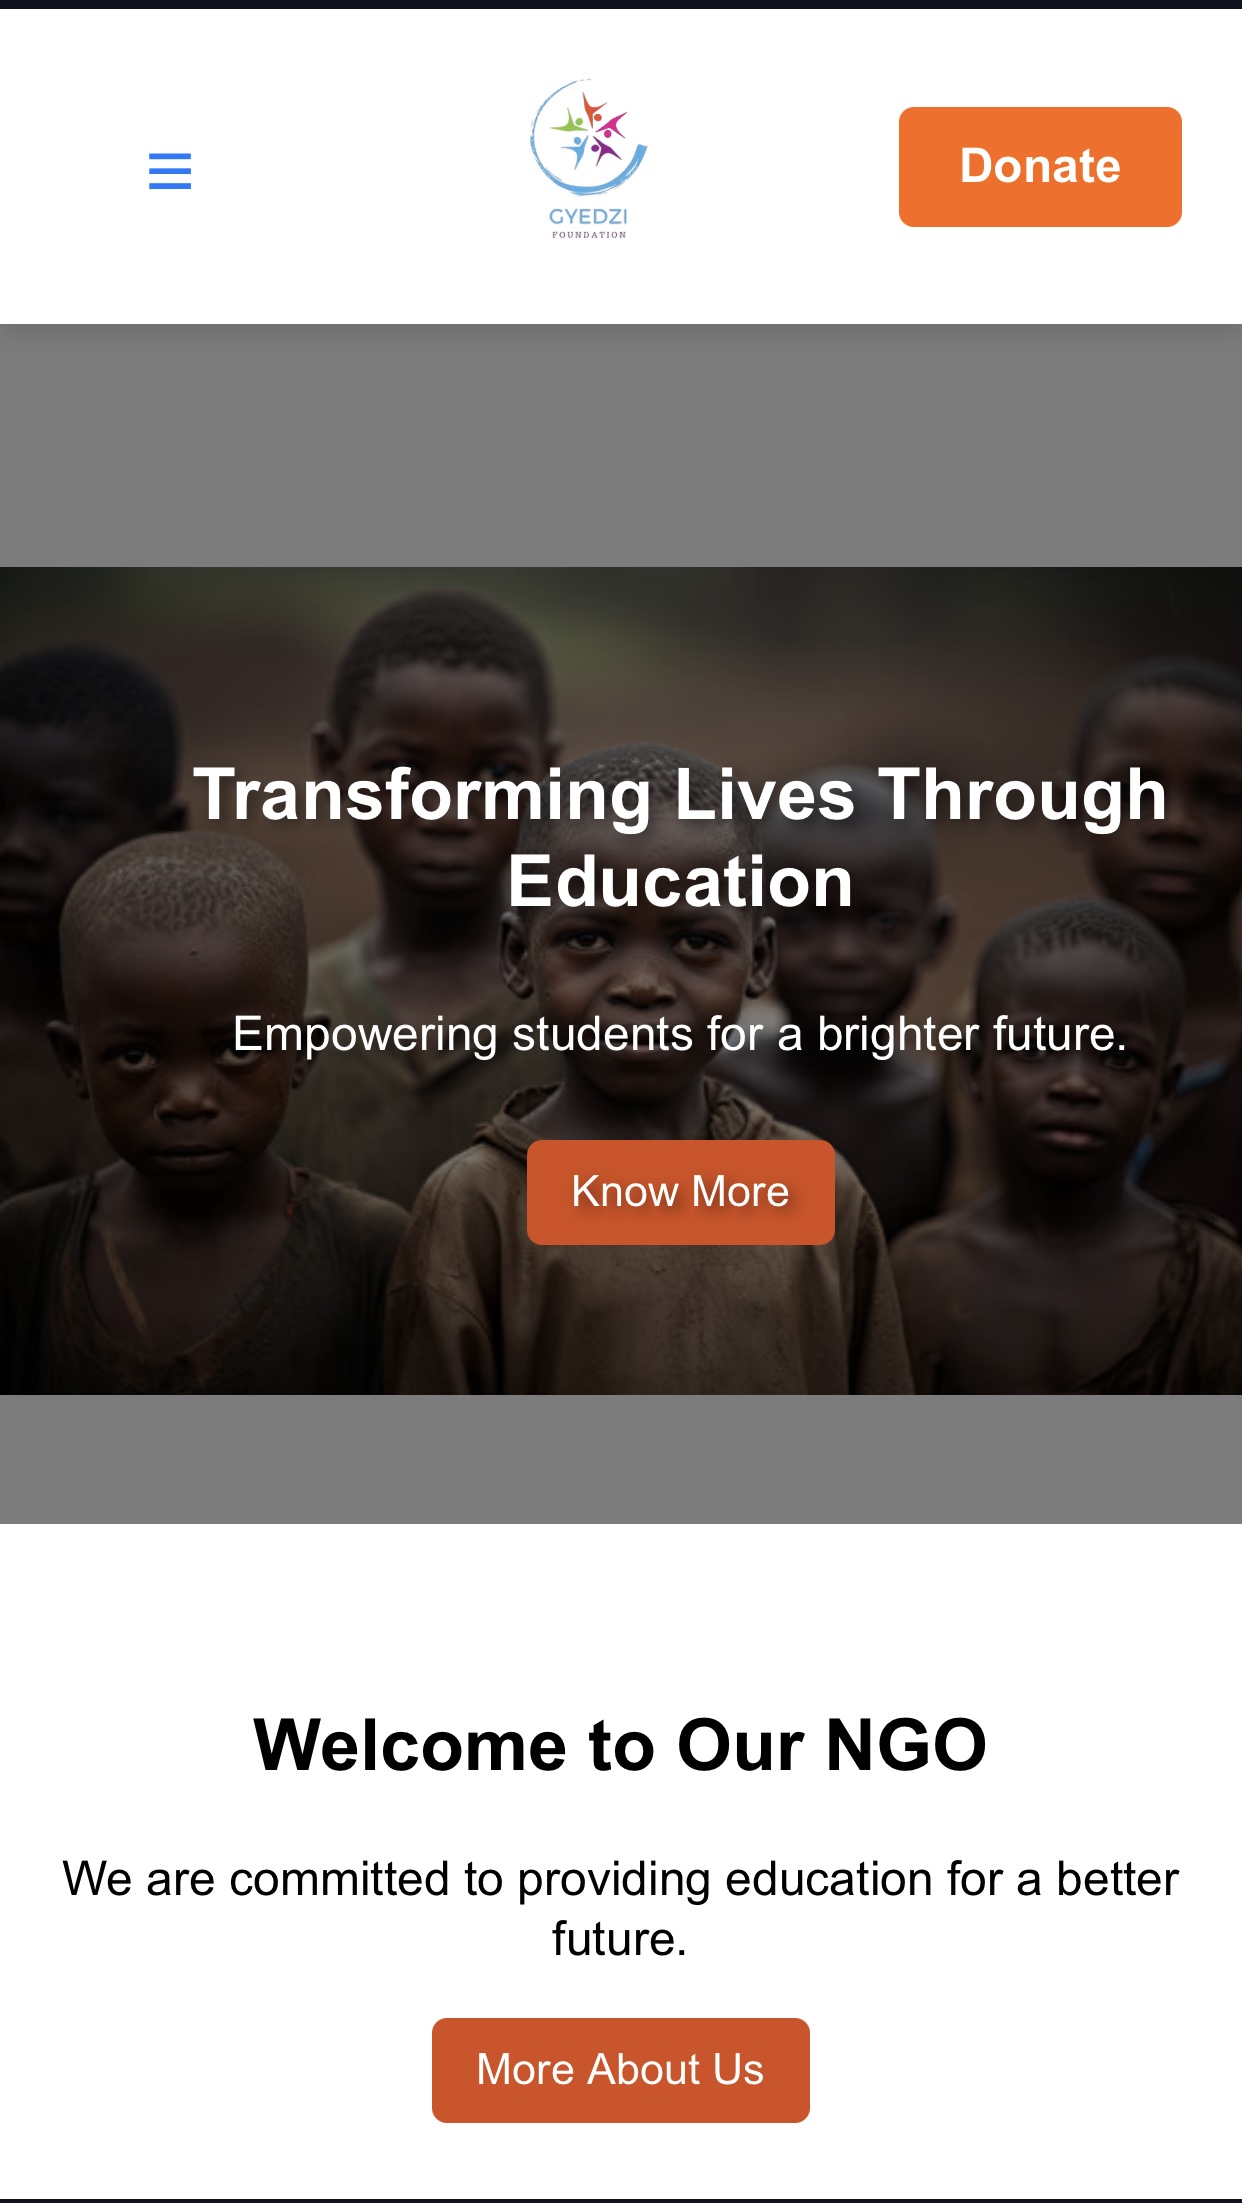 GYEDZI
FOUNDATION
Donate
Transforming Lives Through
Education
Empowering students for a brighter future.
Know More
Welcome to Our NGO
We are committed to providing education for a better
future.
More About Us